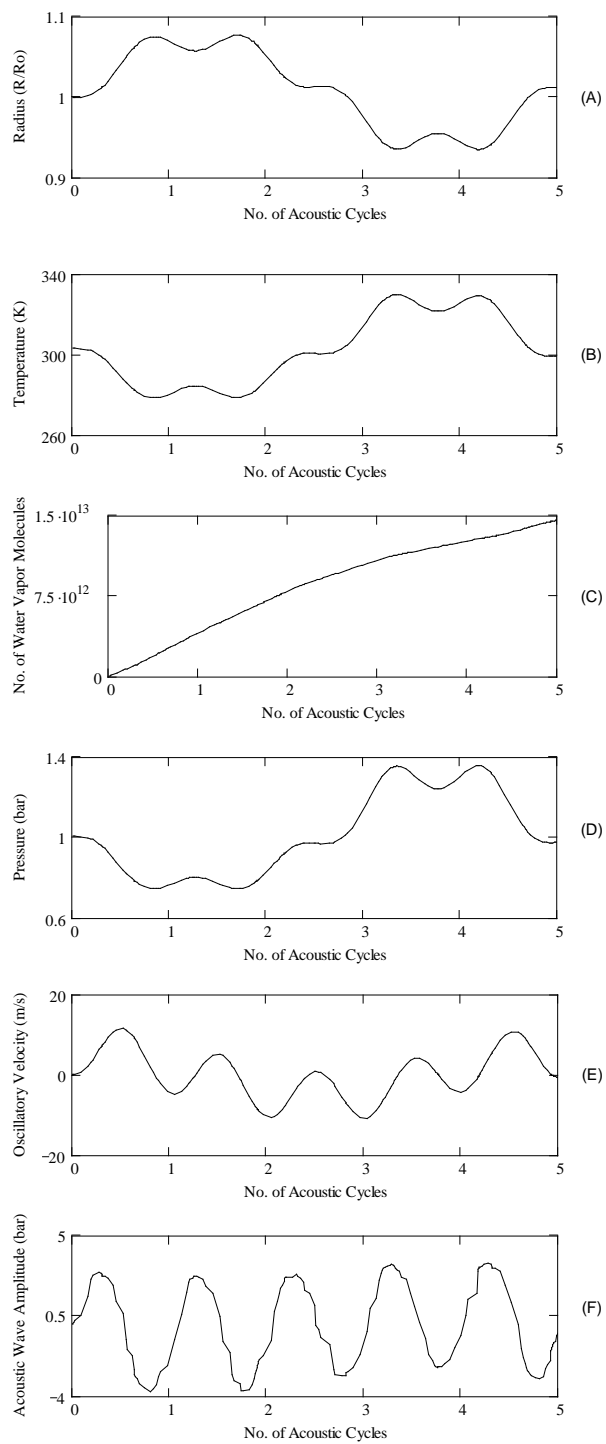 1.1
Radius (R/Ro)
1
0.9
0 1 2 3 4 5
No. of Acoustic Cycles
(A)
340
Temperature (K)
300
260
0 1 2 3 4 5
No. of Acoustic Cycles
(B)
1.5·10^13
No. of Water Vapor Molecules
7.5·10^12
0
0 1 2 3 4 5
No. of Acoustic Cycles
(C)
1.4
Pressure (bar)
1
0.6
0 1 2 3 4 5
No. of Acoustic Cycles
(D)
20
Oscillatory Velocity (m/s)
0
−20
0 1 2 3 4 5
No. of Acoustic Cycles
(E)
5
Acoustic Wave Amplitude (bar)
0.5
−4
0 1 2 3 4 5
No. of Acoustic Cycles
(F)